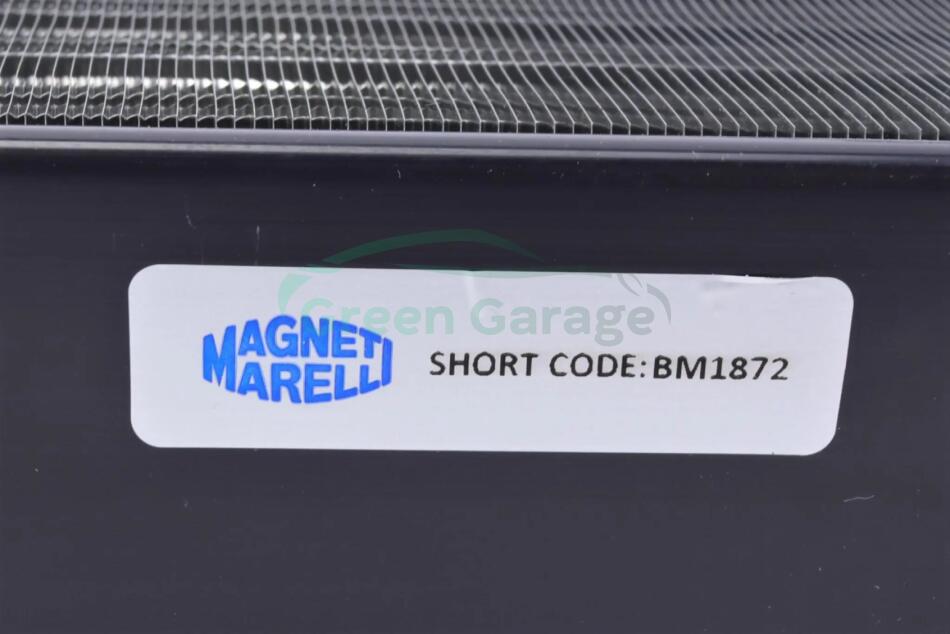 Green Garage
MAGNETI
MARELLI
SHORT CODE: BM1872